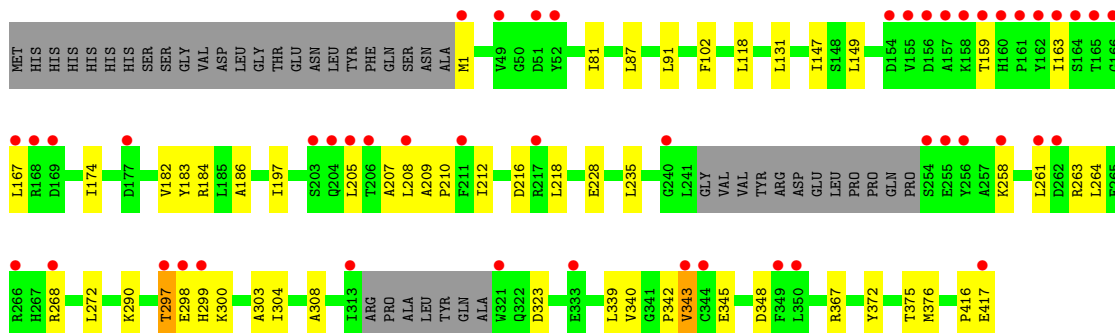 MET HIS HIS HIS HIS HIS HIS SER SER GLY VAL ASP LEU GLY THR GLU ASN LEU TYR PHE GLN SER ASN ALA M1 V49 G50 D51 Y52 I81 L87 L91 F102 L118 L131 I147 S148 L149 D154 V155 D156 A157 K158 T159 H160 P161 Y162 I163 S164 T165 G166
L167 R168 D169 I174 D177 V182 Y183 R184 L185 A186 I197 S203 Q204 L205 T206 A207 L208 A209 P210 F211 I212 D216 R217 L218 E228 L235 G240 L241 GLY VAL VAL TYR ARG ASP GLU LEU PRO PRO GLN PRO S254 E255 Y256 A257 K258 L261 D262 R263 L264 E265
R266 H267 R268 L272 K290 T297 E298 H299 K300 A303 I304 A308 I313 ARG PRO ALA LEU TYR GLN ALA W321 Q322 D323 E333 L339 V340 G341 P342 V343 C344 E345 D348 F349 L350 R367 Y372 T375 M376 P416 E417